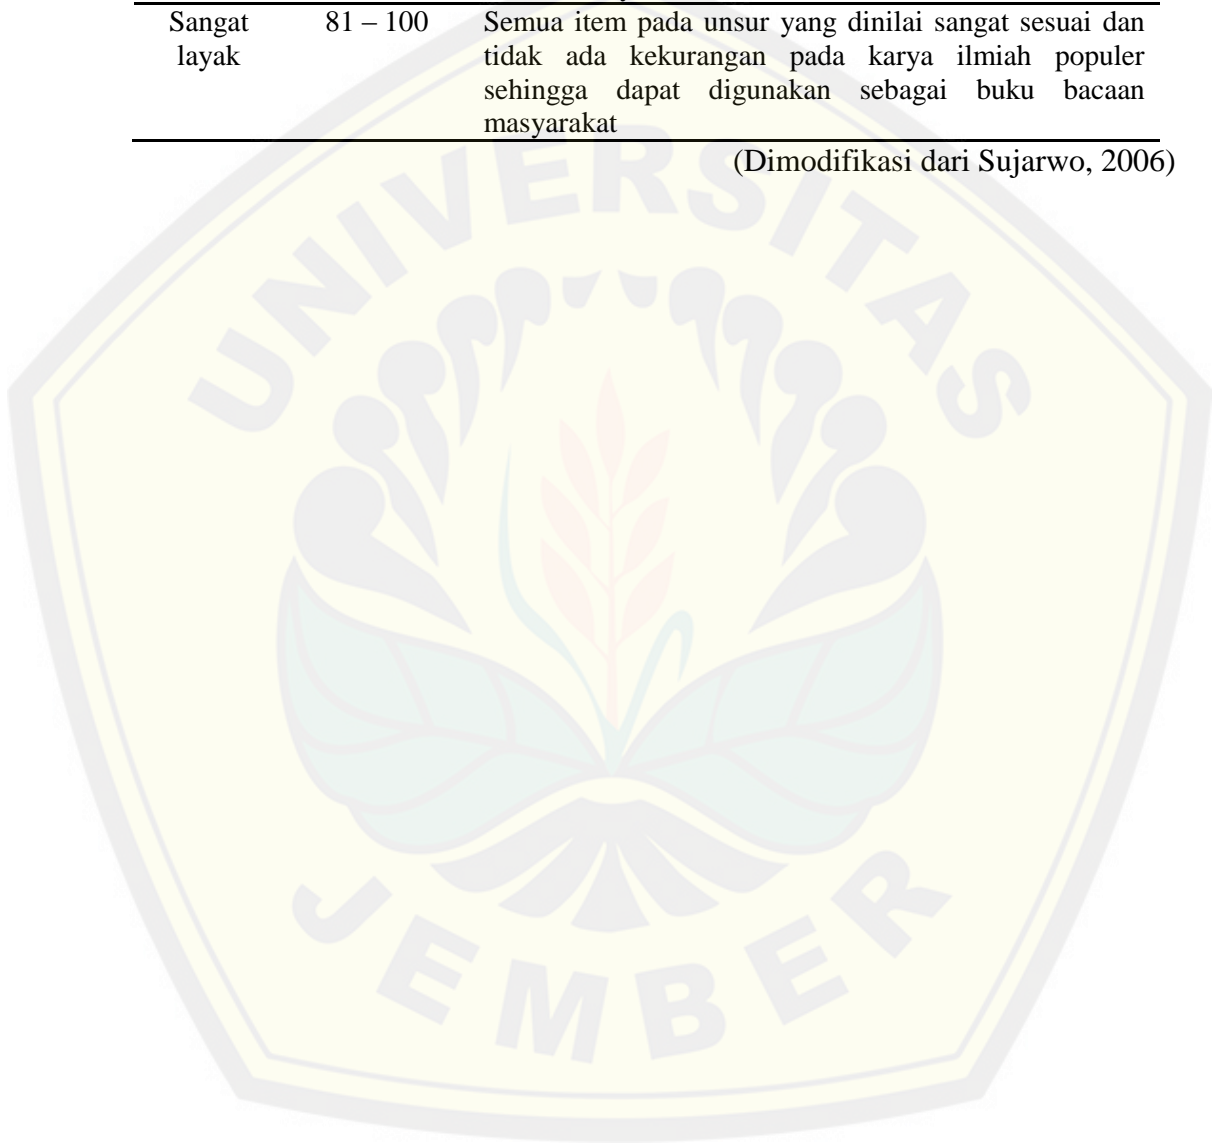 Sangat 81 – 100 Semua item pada unsur yang dinilai sangat sesuai dan
layak tidak ada kekurangan pada karya ilmiah populer
sehingga dapat digunakan sebagai buku bacaan
masyarakat
(Dimodifikasi dari Sujarwo, 2006)
UNIVERSITAS
JEMBER